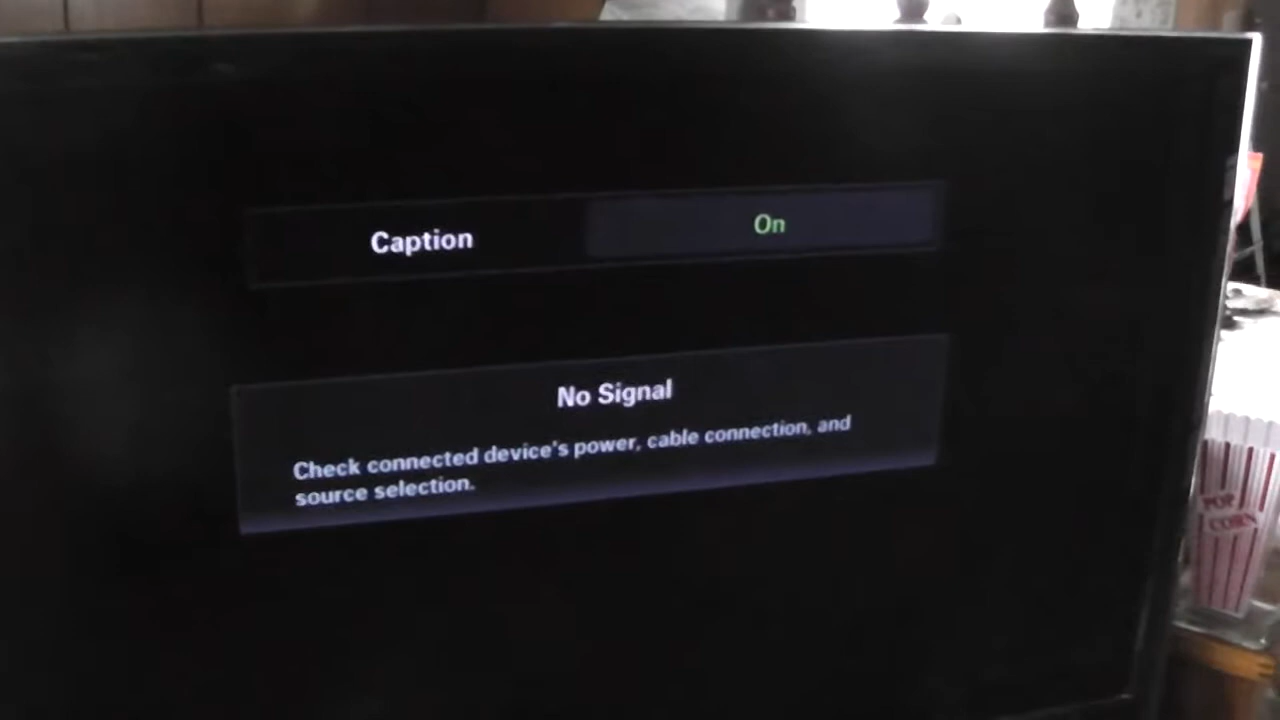 Caption On
No Signal
Check connected device's power, cable connection, and
source selection.
POP
CORN